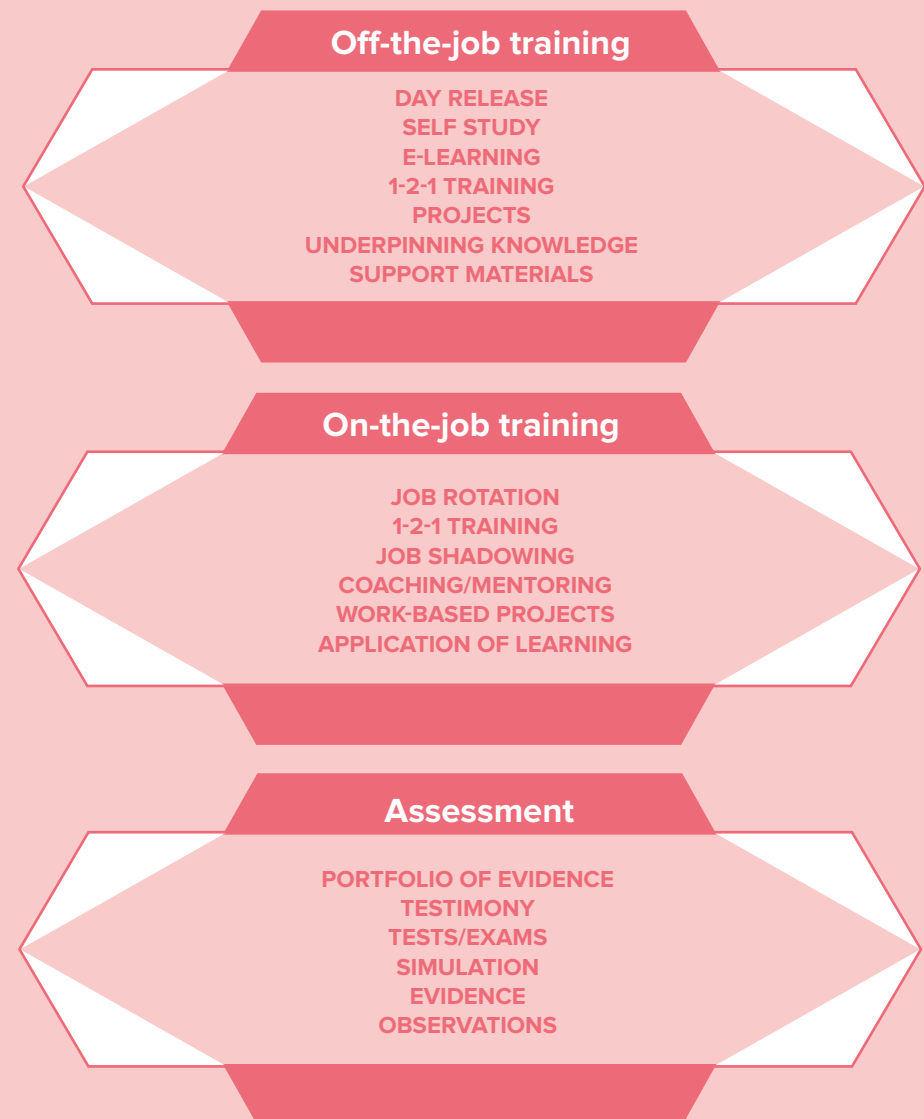 Off-the-job training
DAY RELEASE
SELF STUDY
E-LEARNING
1-2-1 TRAINING
PROJECTS
UNDERPINNING KNOWLEDGE
SUPPORT MATERIALS
On-the-job training
JOB ROTATION
1-2-1 TRAINING
JOB SHADOWING
COACHING/MENTORING
WORK-BASED PROJECTS
APPLICATION OF LEARNING
Assessment
PORTFOLIO OF EVIDENCE
TESTIMONY
TESTS/EXAMS
SIMULATION
EVIDENCE
OBSERVATIONS